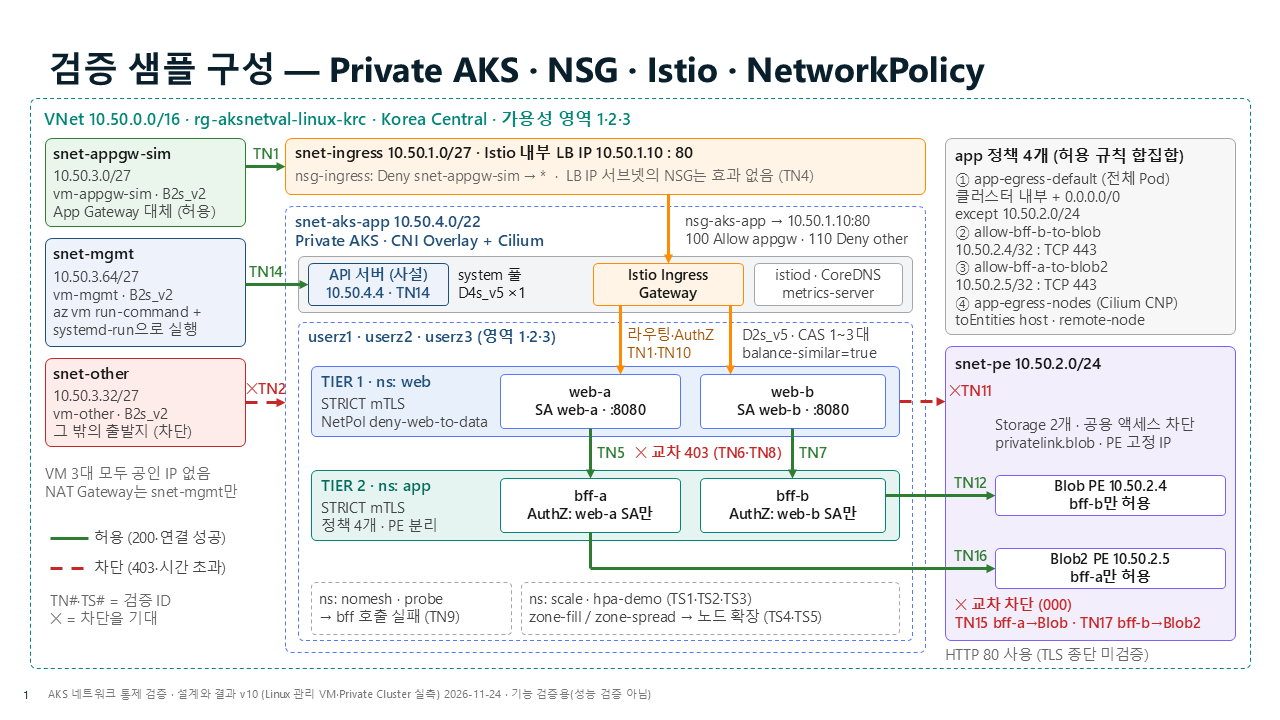 검증 샘플 구성 — Private AKS · NSG · Istio · NetworkPolicy
VNet 10.50.0.0/16 · rg-aksnetval-linux-krc · Korea Central · 가용성 영역 1·2·3
snet-appgw-sim
10.50.3.0/27
vm-appgw-sim · B2s_v2
App Gateway 대체 (허용)
TN1
snet-mgmt
10.50.3.64/27
vm-mgmt · B2s_v2
az vm run-command +
systemd-run으로 실행
TN14
snet-other
10.50.3.32/27
vm-other · B2s_v2
그 밖의 출발지 (차단)
╳TN2
VM 3대 모두 공인 IP 없음
NAT Gateway는 snet-mgmt만
허용 (200·연결 성공)
차단 (403·시간 초과)
TN#·TS# = 검증 ID
╳ = 차단을 기대
snet-ingress 10.50.1.0/27 · Istio 내부 LB IP 10.50.1.10 : 80
nsg-ingress: Deny snet-appgw-sim → * · LB IP 서브넷의 NSG는 효과 없음 (TN4)
snet-aks-app 10.50.4.0/22
Private AKS · CNI Overlay + Cilium
nsg-aks-app → 10.50.1.10:80
100 Allow appgw · 110 Deny other
API 서버 (사설)
10.50.4.4 · TN14
system 풀
D4s_v5 ×1
Istio Ingress
Gateway
istiod · CoreDNS
metrics-server
userz1 · userz2 · userz3 (영역 1·2·3)
라우팅·AuthZ
TN1·TN10
D2s_v5 · CAS 1~3대
balance-similar=true
TIER 1 · ns: web
STRICT mTLS
NetPol deny-web-to-data
web-a
SA web-a · :8080
web-b
SA web-b · :8080
TN5
╳ 교차 403 (TN6·TN8)
TN7
TIER 2 · ns: app
STRICT mTLS
정책 4개 · PE 분리
bff-a
AuthZ: web-a SA만
bff-b
AuthZ: web-b SA만
ns: nomesh · probe
→ bff 호출 실패 (TN9)
ns: scale · hpa-demo (TS1·TS2·TS3)
zone-fill / zone-spread → 노드 확장 (TS4·TS5)
app 정책 4개 (허용 규칙 합집합)
① app-egress-default (전체 Pod)
클러스터 내부 + 0.0.0.0/0
except 10.50.2.0/24
② allow-bff-b-to-blob
10.50.2.4/32 : TCP 443
③ allow-bff-a-to-blob2
10.50.2.5/32 : TCP 443
④ app-egress-nodes (Cilium CNP)
toEntities host · remote-node
snet-pe 10.50.2.0/24
╳TN11
Storage 2개 · 공용 액세스 차단
privatelink.blob · PE 고정 IP
TN12
Blob PE 10.50.2.4
bff-b만 허용
TN16
Blob2 PE 10.50.2.5
bff-a만 허용
╳ 교차 차단 (000)
TN15 bff-a→Blob · TN17 bff-b→Blob2
HTTP 80 사용 (TLS 종단 미검증)
1
AKS 네트워크 통제 검증 · 설계와 결과 v10 (Linux 관리 VM·Private Cluster 실측) 2026-11-24 · 기능 검증용(성능 검증 아님)